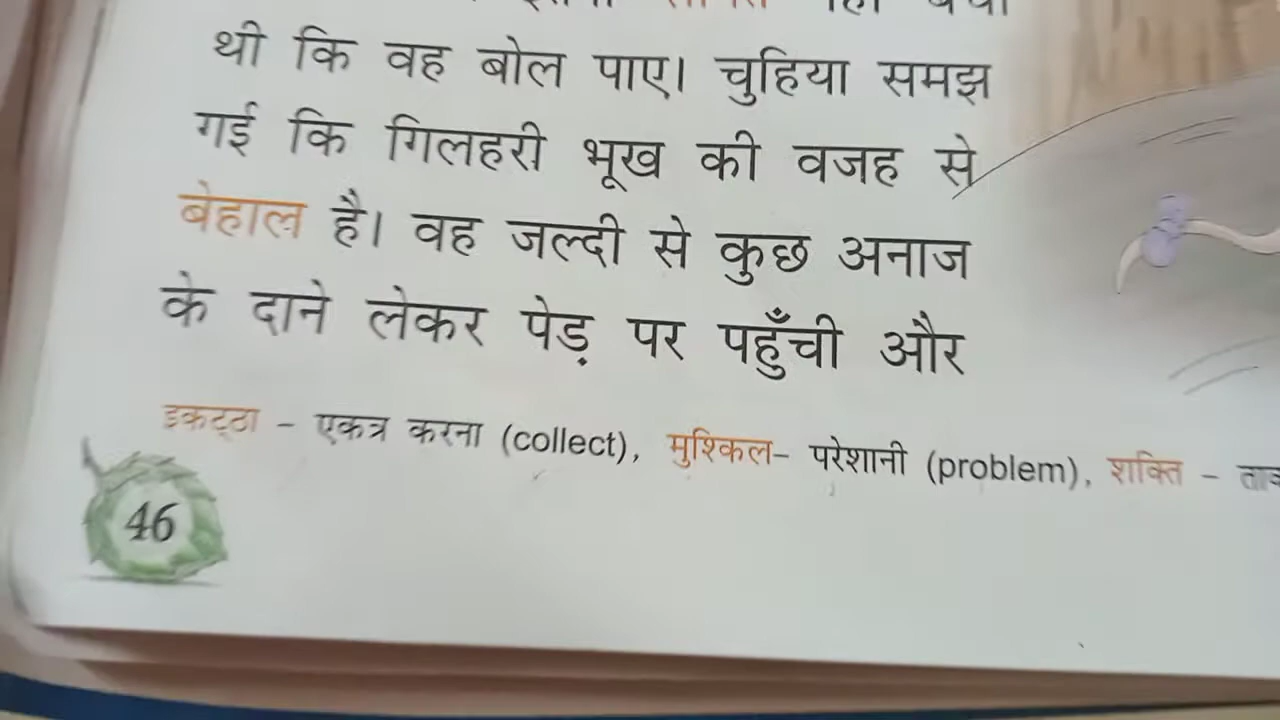 थी कि वह बोल पाए। चुहिया समझ
गई कि गिलहरी भूख की वजह से
बेहाल है। वह जल्दी से कुछ अनाज
के दाने लेकर पेड़ पर पहुँची और
इकट्ठा – एकत्र करना (collect), मुश्किल– परेशानी (problem), शक्ति –
46